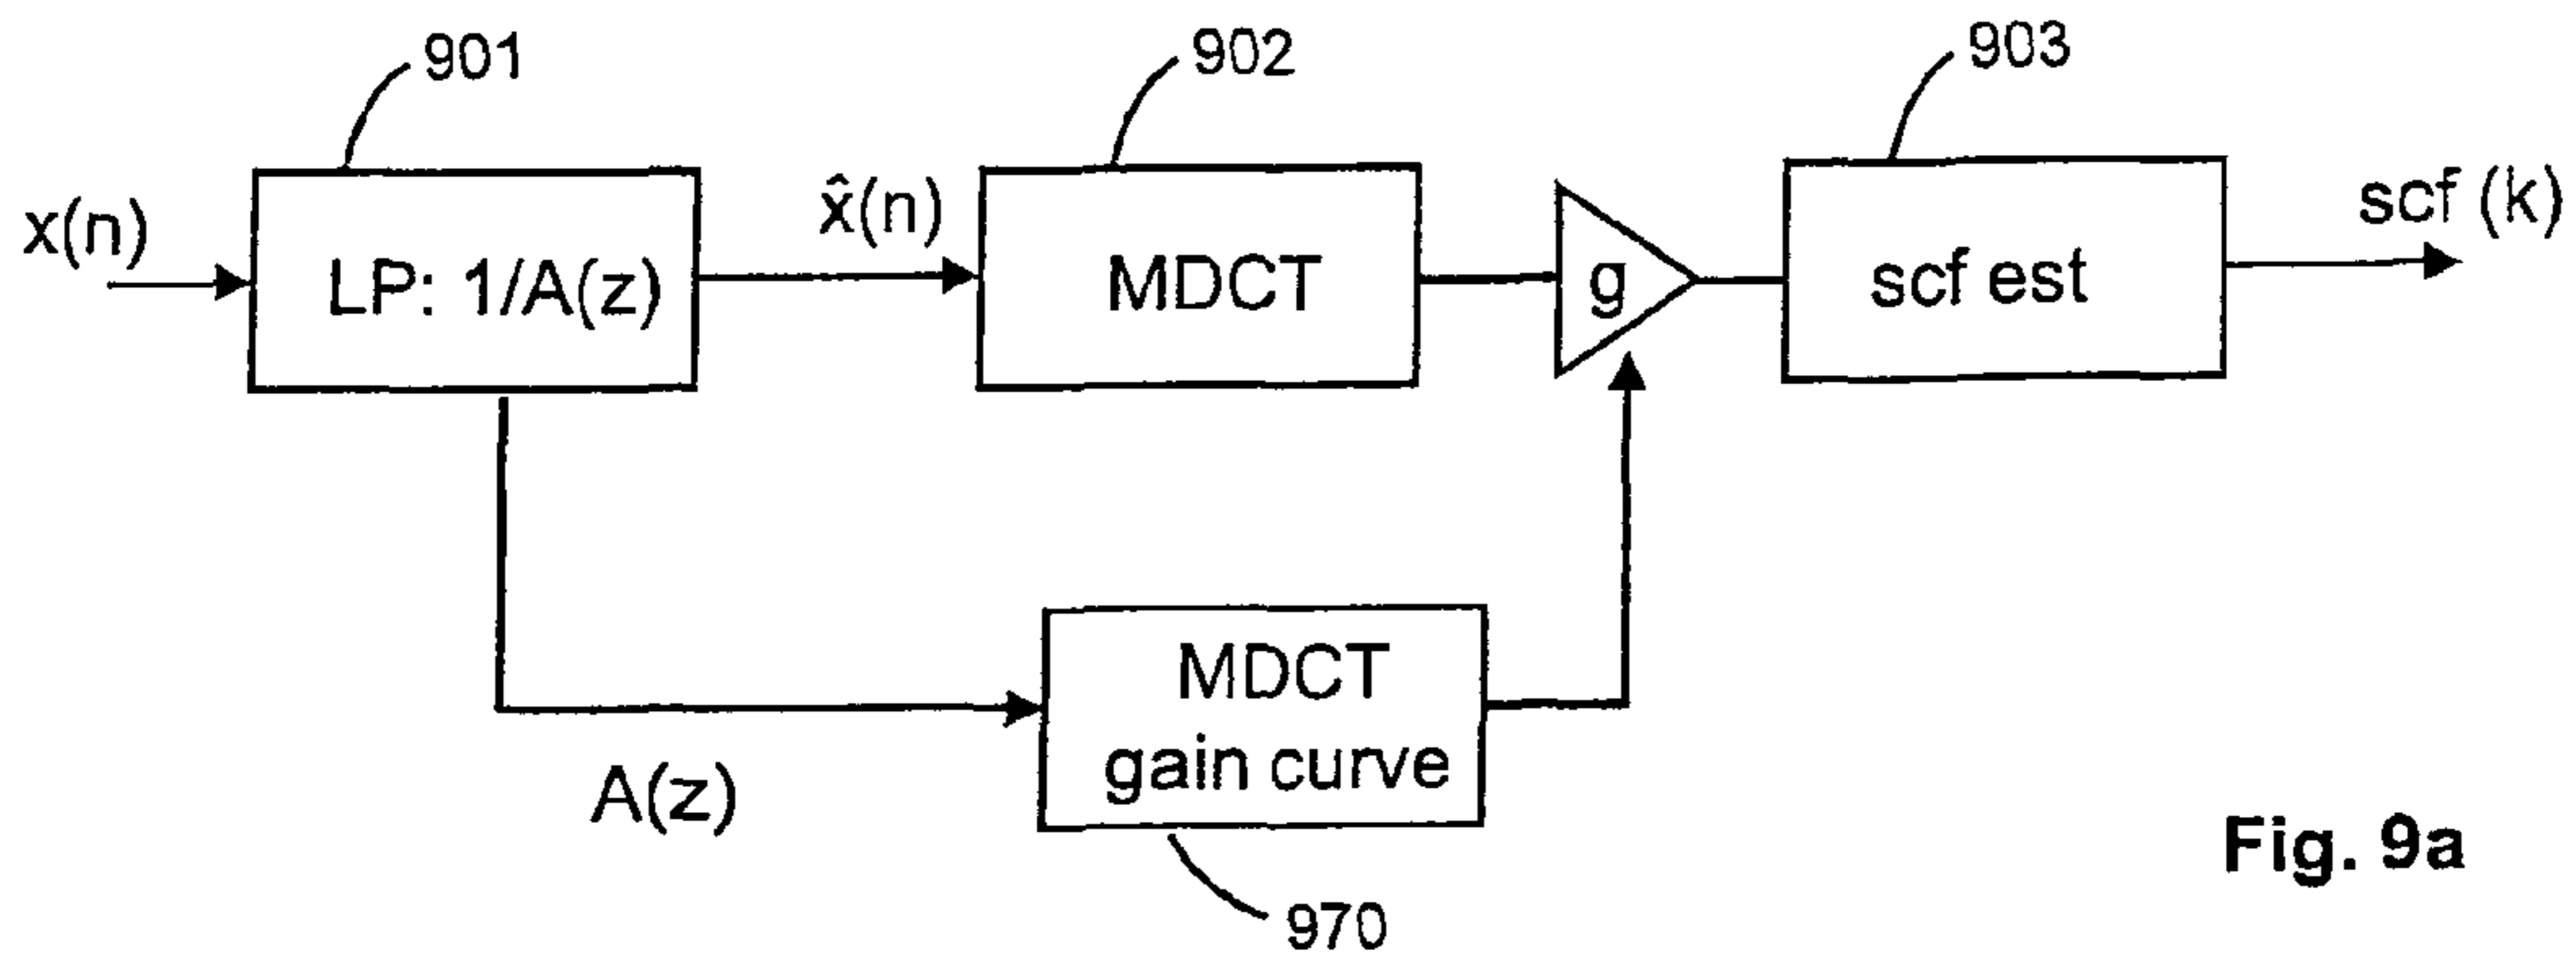 901
902
903
x(n)
LP: 1/A(z)
x̂(n)
MDCT
g
scf est
scf (k)
A(z)
MDCT
gain curve
970
Fig. 9a